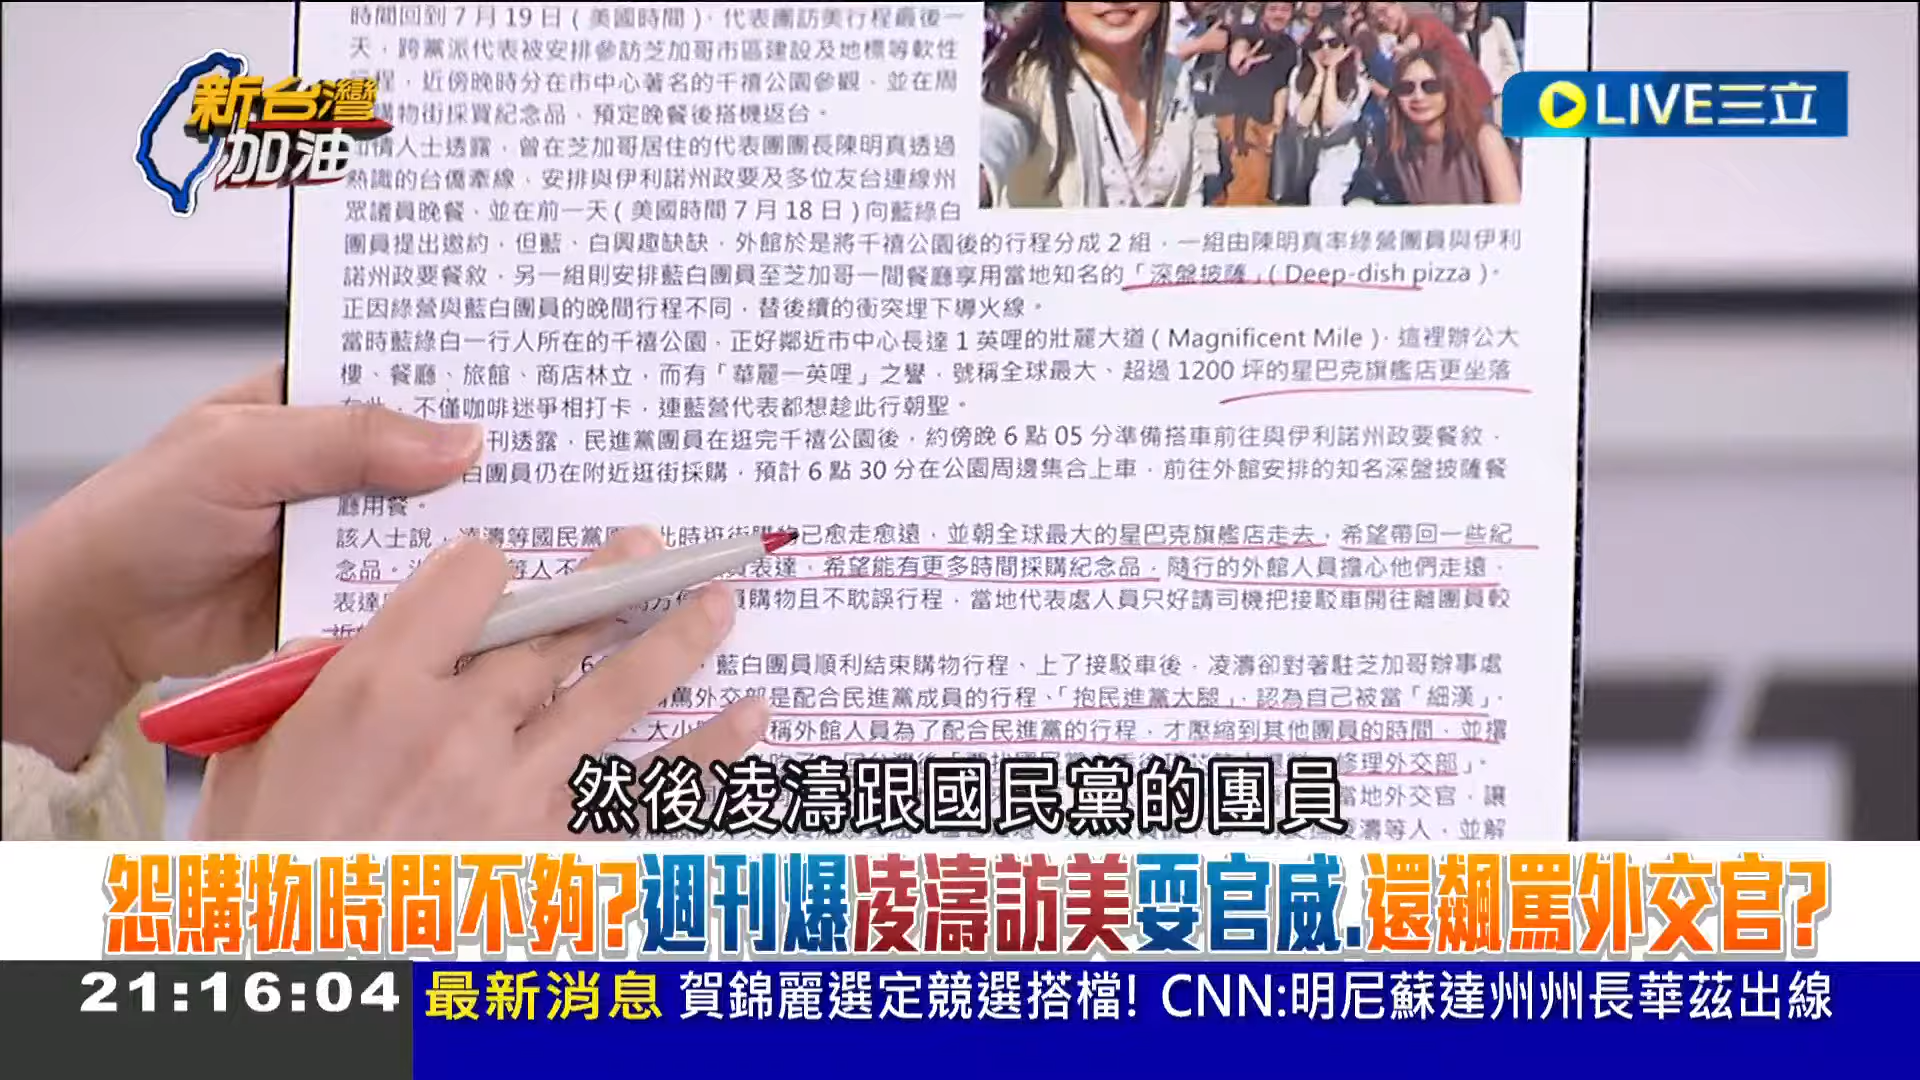 時間回到7月19日(美國時間)，代表團訪美行程最後一
天，跨黨派代表被安排參訪芝加哥市區建設及地標等軟性
程，近傍晚時分在市中心著名的千禧公園參觀，並在周
購物街採買紀念品，預定晚餐後搭機返台。
情人士透露，曾在芝加哥居住的代表團團長陳明真透過
熱識的台僑牽線，安排與伊利諾州政要及多位友台連線州
眾議員晚餐，並在前一天(美國時間7月18日)向藍綠白
團員提出邀約，但藍、白興趣缺缺，外館於是將千禧公園後的行程分成2組，一組由陳明真率綠營團員與伊利
諾州政要餐敘，另一組則安排藍白團員至芝加哥一間餐廳享用當地知名的「深盤披薩」(Deep-dish pizza)。
正因綠營與藍白團員的晚間行程不同，替後續的衝突埋下導火線。
當時藍綠白一行人所在的千禧公園，正好鄰近市中心長達1英哩的壯麗大道(Magnificent Mile)，這裡辦公大
樓、餐廳、旅館、商店林立，而有「華麗一英哩」之譽，號稱全球最大、超過1200坪的星巴克旗艦店更坐落
在此，不僅咖啡迷爭相打卡，連藍營代表都想趁此行朝聖。
刊透露，民進黨團員在逛完千禧公園後，約傍晚6點05分準備搭車前往與伊利諾州政要餐敘，
白團員仍在附近逛街採購，預計6點30分在公園周邊集合上車，前往外館安排的知名深盤披薩餐
廳用餐。
該人士說，凌濤等國民黨團 此時逛街購物已愈走愈遠，並朝全球最大的星巴克旗艦店走去，希望帶回一些紀
念品。 等人不 表達，希望能有更多時間採購紀念品，隨行的外館人員擔心他們走遠，
表達 購物且不耽誤行程，當地代表處人員只好請司機把接駁車開往離團員較
近
6 ，藍白團員順利結束購物行程、上了接駁車後，凌濤卻對著駐芝加哥辦事處
罵外交部是配合民進黨成員的行程、「抱民進黨大腿」，認為自己被當「細漢」，
、大小 稱外館人員為了配合民進黨的行程，才壓縮到其他團員的時間，並還
修理外交部」。
當地外交官，讓
凌濤等人，並解
新台灣
加油
LIVE三立
然後凌濤跟國民黨的團員
怨購物時間不夠?週刊爆凌濤訪美耍官威.還飆罵外交官?
21:16:04 最新消息 賀錦麗選定競選搭檔! CNN:明尼蘇達州州長華茲出線